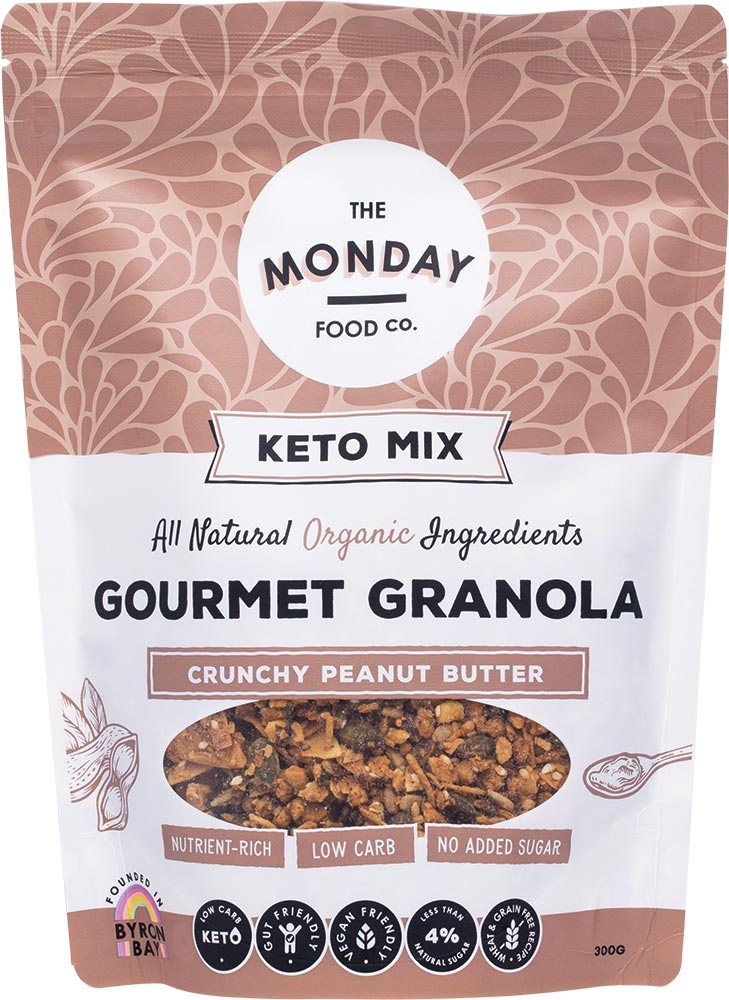 THE
MONDAY
FOOD CO.
KETO MIX
All Natural Organic Ingredients
GOURMET GRANOLA
CRUNCHY PEANUT BUTTER
NUTRIENT-RICH
LOW CARB
NO ADDED SUGAR
FOUNDED IN
BYRON
BAY
LOW CARB
KETO
GUT FRIENDLY
VEGAN FRIENDLY
LESS THAN
4%
NATURAL SUGAR
WHEAT & GRAIN FREE
RECIPE
300G